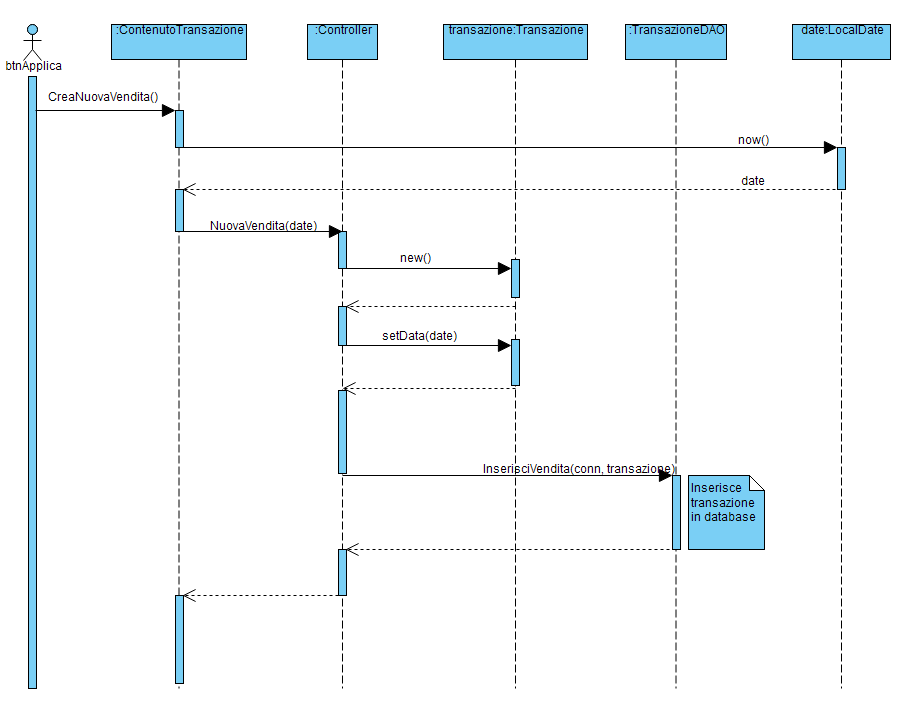 :ContenutoTransazione
:Controller
transazione:Transazione
:TransazioneDAO
date:LocalDate
btnApplica
CreaNuovaVendita()
now()
date
NuovaVendita(date)
new()
setData(date)
InserisciVendita(conn, transazione)
Inserisce
transazione
in database